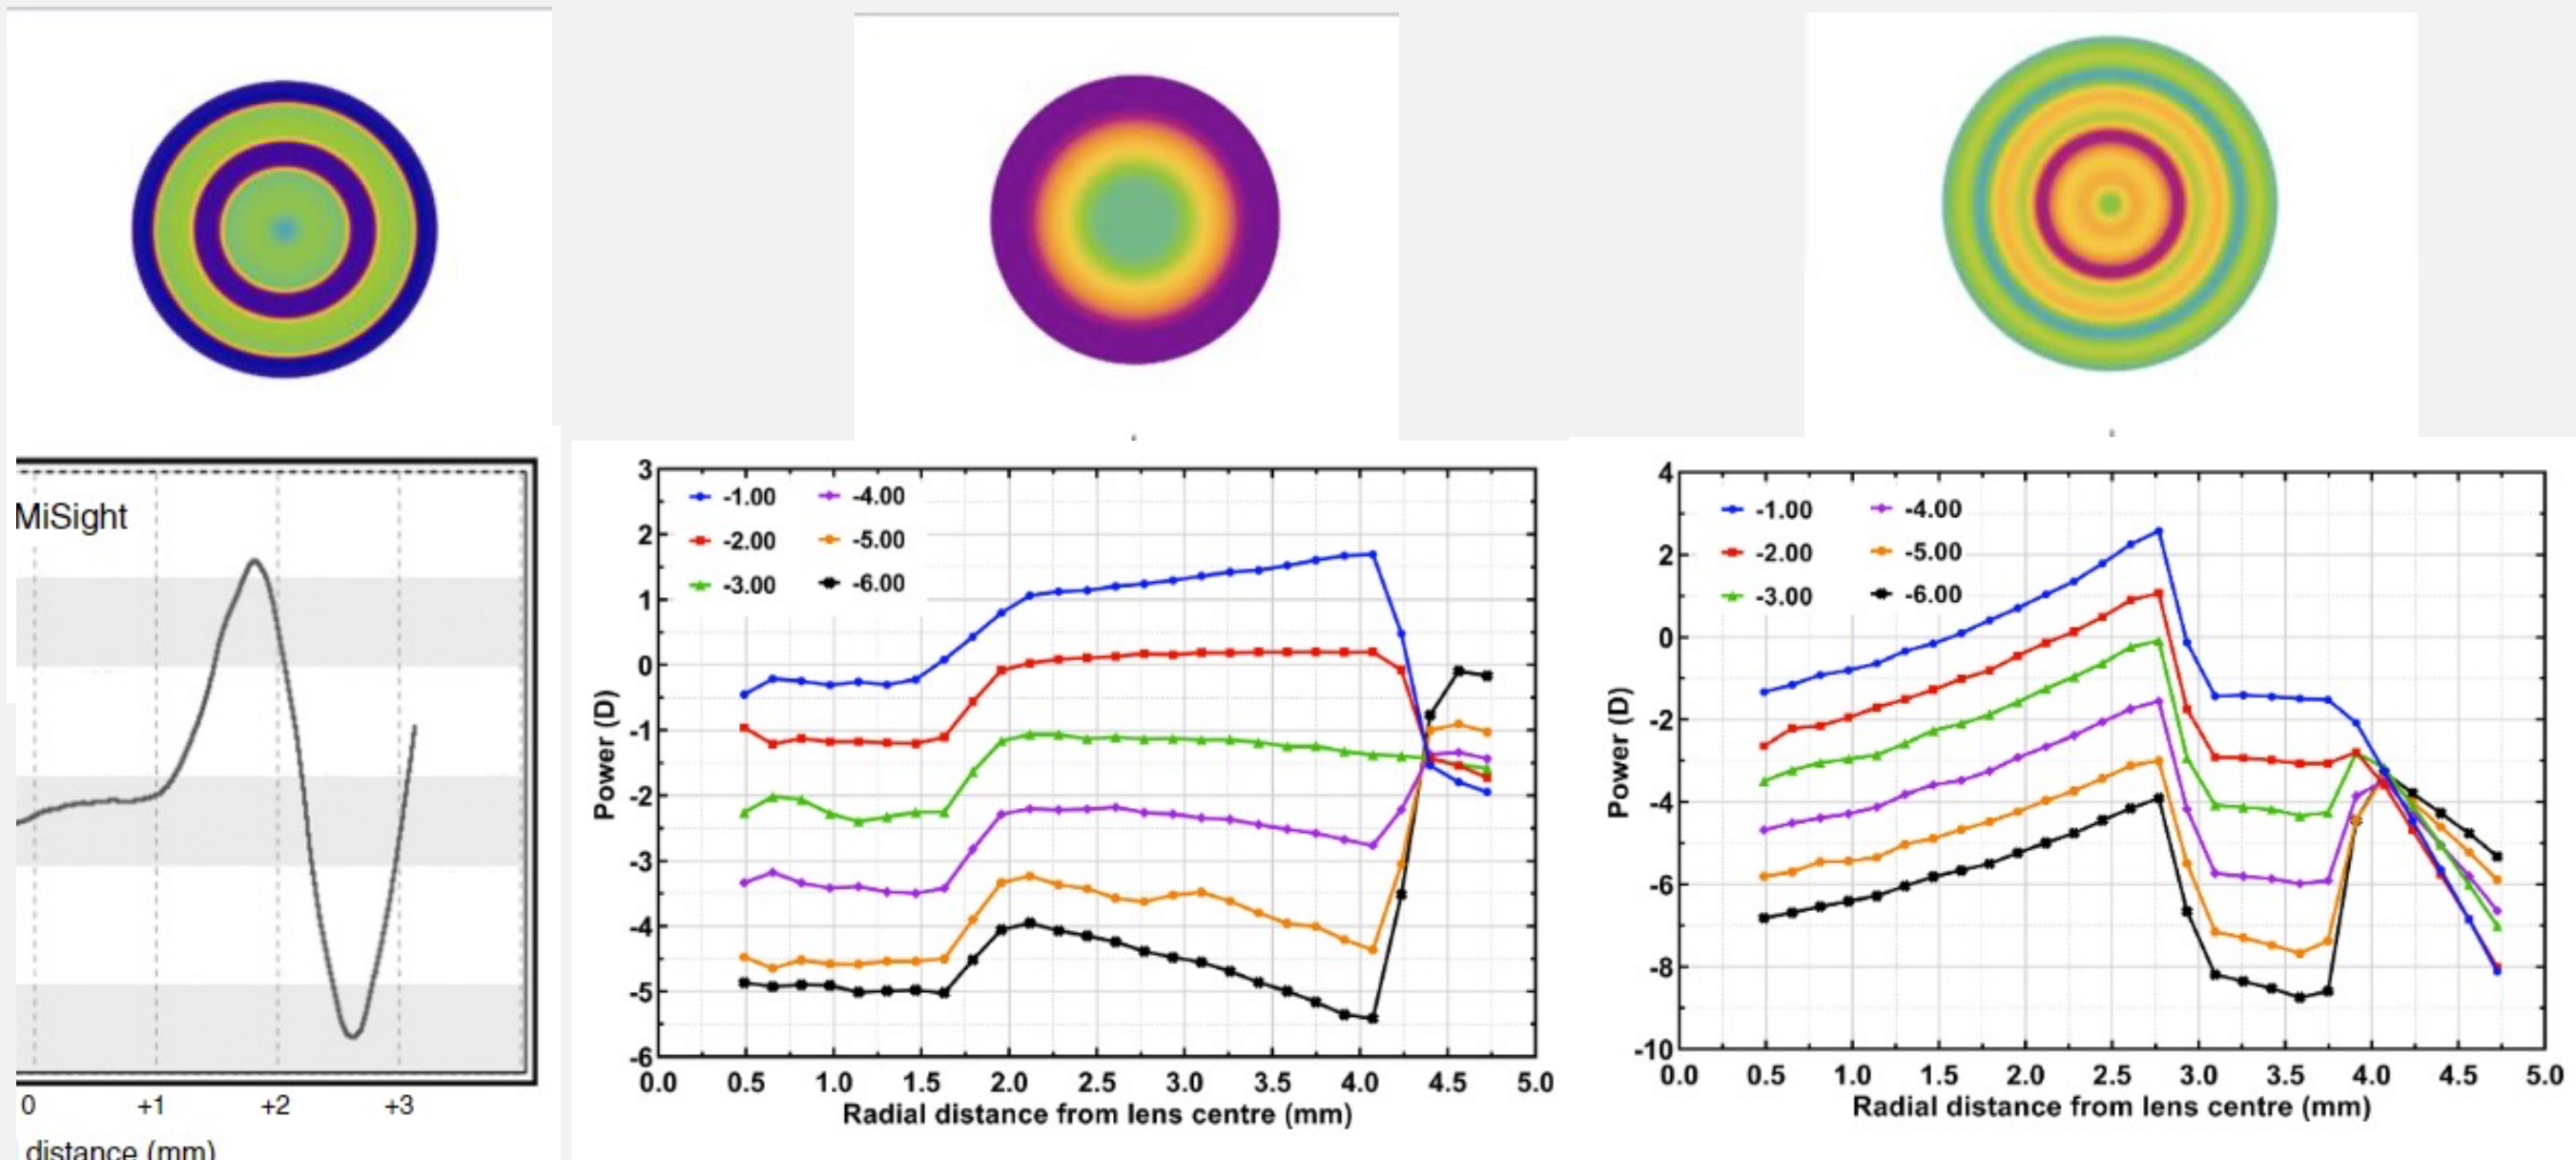 MiSight
0 +1 +2 +3
distance (mm)
3
2
1
0
-1
-2
-3
-4
-5
-6
-1.00 -4.00
-2.00 -5.00
-3.00 -6.00
Power (D)
0.0 0.5 1.0 1.5 2.0 2.5 3.0 3.5 4.0 4.5 5.0
Radial distance from lens centre (mm)
4
2
0
-2
-4
-6
-8
-10
-1.00 -4.00
-2.00 -5.00
-3.00 -6.00
Power (D)
0.0 0.5 1.0 1.5 2.0 2.5 3.0 3.5 4.0 4.5 5.0
Radial distance from lens centre (mm)